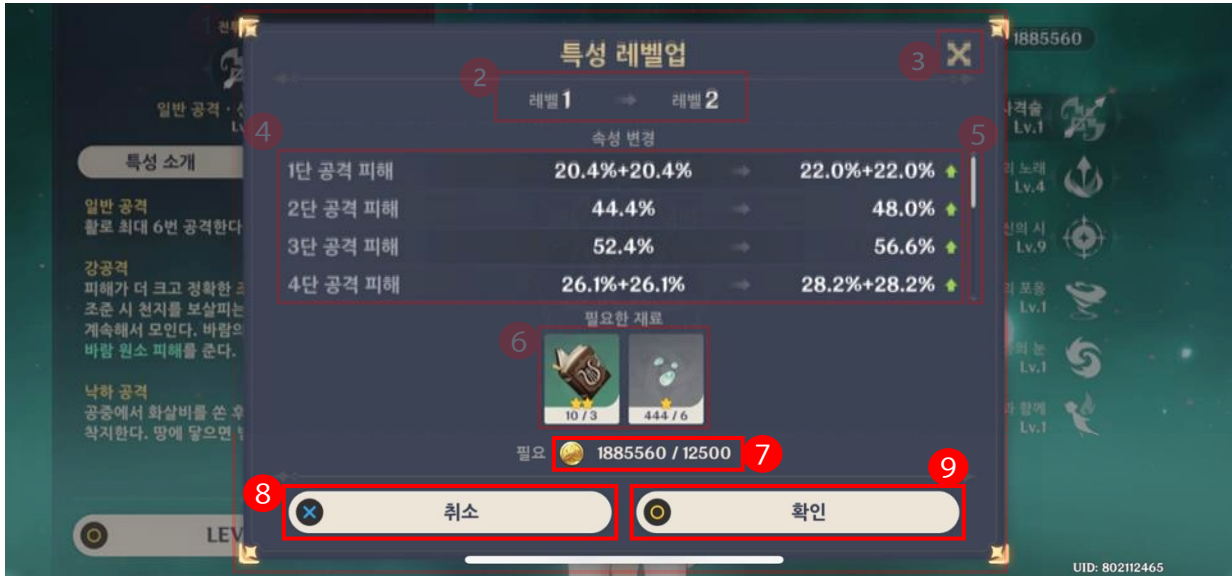 1
전투
1885560
특성 레벨업
3
2
레벨 1 레벨 2
일반 공격 ·
Lv
사격술
Lv.1
4
속성 변경
5
특성 소개
1단 공격 피해 20.4%+20.4% 22.0%+22.0%
노래
Lv.4
일반 공격
활로 최대 6번 공격한다
2단 공격 피해 44.4% 48.0%
신의 시
Lv.9
3단 공격 피해 52.4% 56.6%
강공격
피해가 더 크고 정확한 조
4단 공격 피해 26.1%+26.1% 28.2%+28.2%
의 포옹
Lv.1
조준 시 천지를 보살피는
계속해서 모인다. 바람의
바람 원소 피해를 준다.
필요한 재료
6
의 눈
Lv.1
낙하 공격
공중에서 화살비를 쏜 후
착지한다. 땅에 닿으면
10 / 3 444 / 6
함께
Lv.1
필요 1885560 / 12500
7
8
9
취소
확인
LEV
UID: 802112465